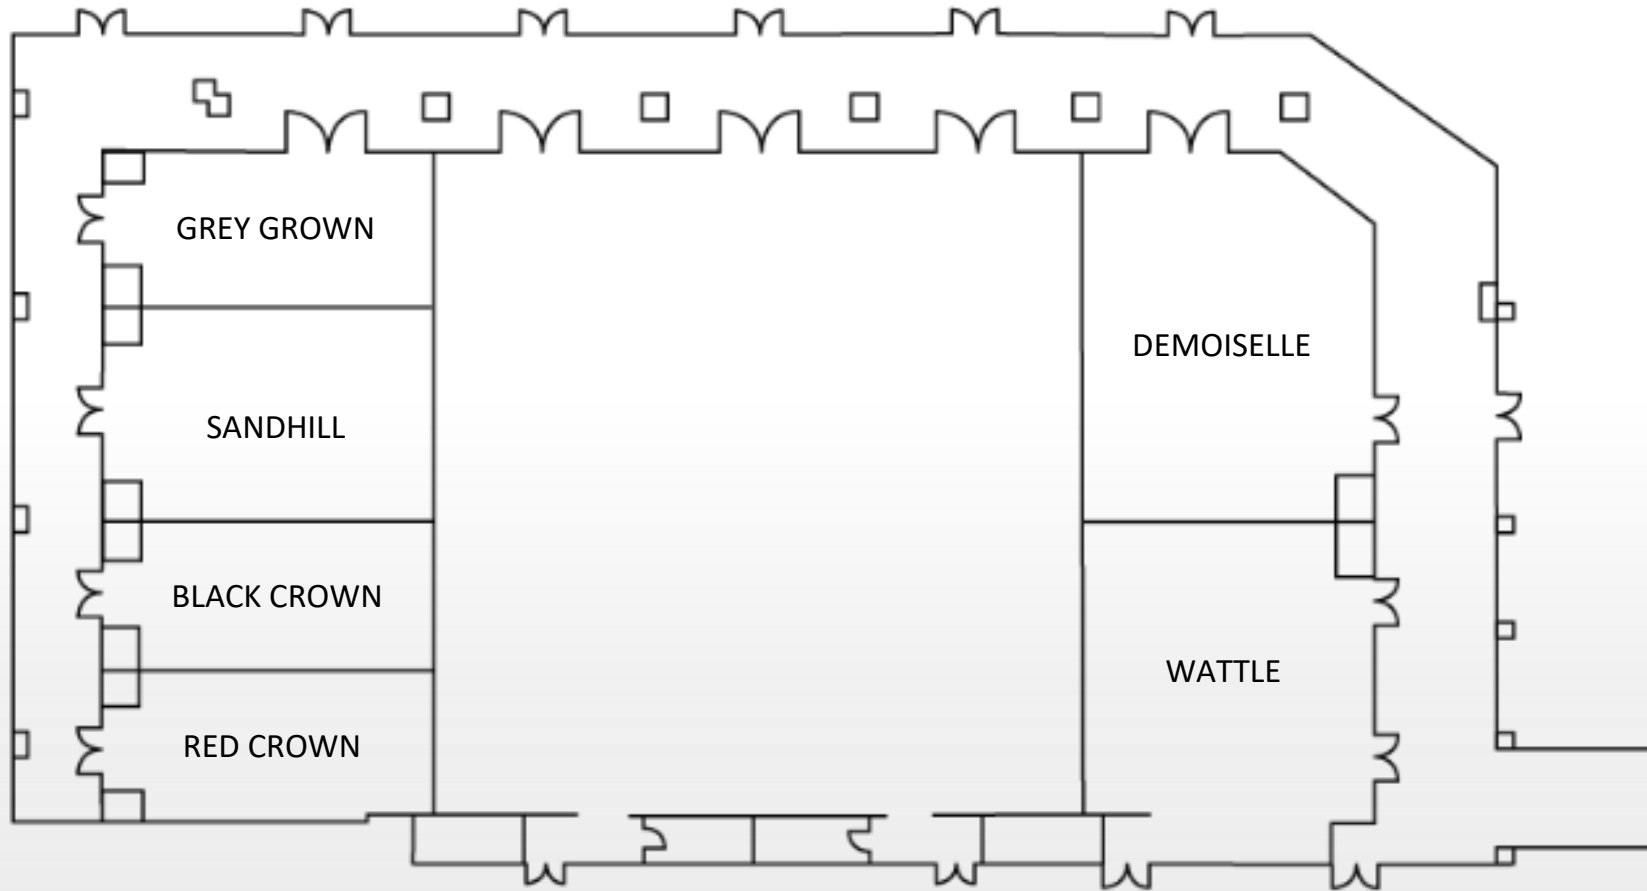 GREY GROWN
SANDHILL
BLACK CROWN
RED CROWN
DEMOISELLE
WATTLE